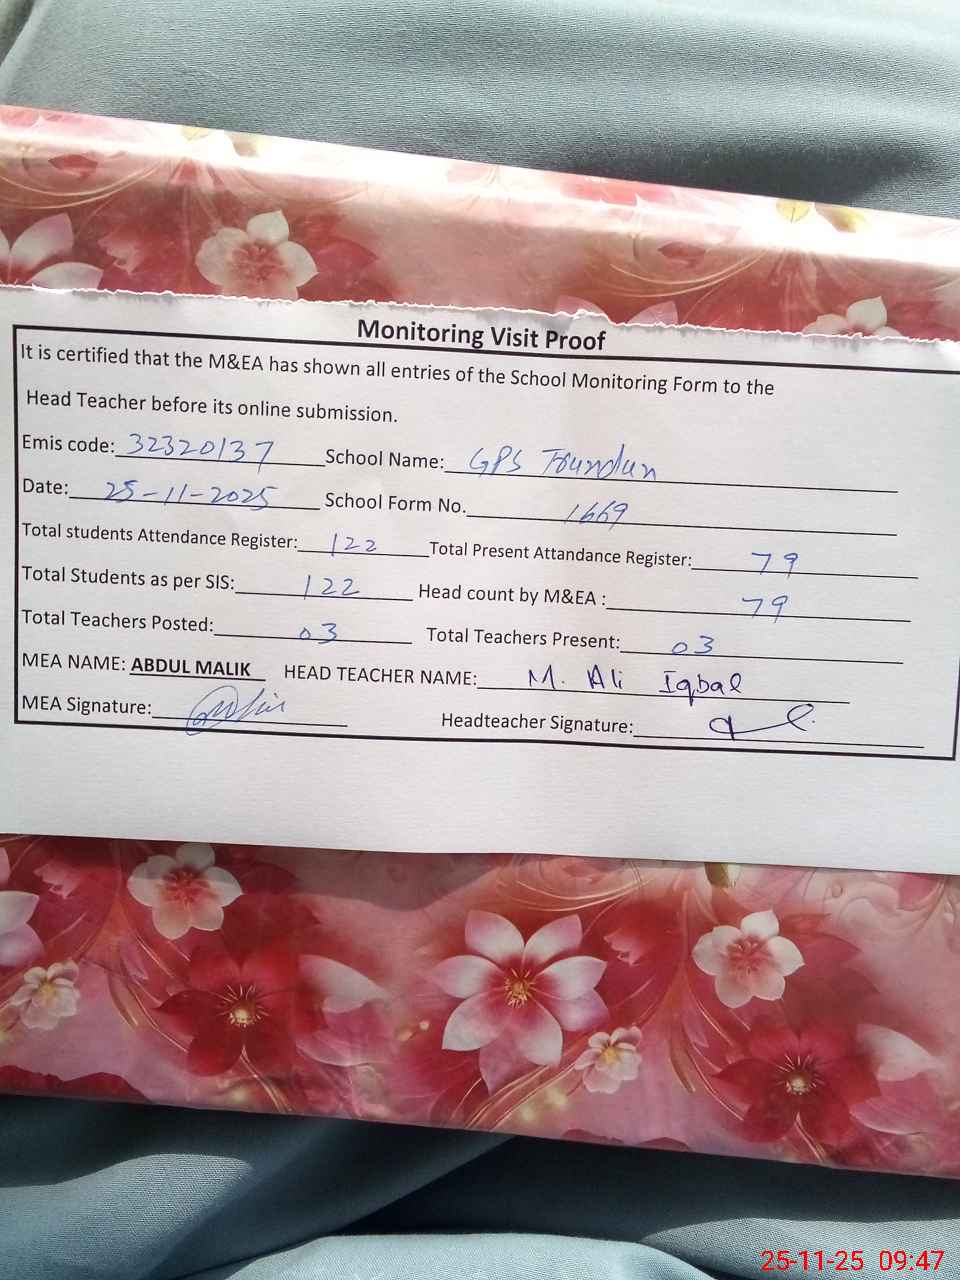 Monitoring Visit Proof
It is certified that the M&EA has shown all entries of the School Monitoring Form to the
Head Teacher before its online submission.
Emis code: 32320137 School Name: GPS
Date: 25-11-2025 School Form No. 1669
Total students Attendance Register: 122 Total Present Attandance Register: 79
Total Students as per SIS: 122 Head count by M&EA : 79
Total Teachers Posted: 03 Total Teachers Present: 03
MEA NAME: ABDUL MALIK HEAD TEACHER NAME: M. Ali Iqbal
MEA Signature: Headteacher Signature:
25-11-25 09:47